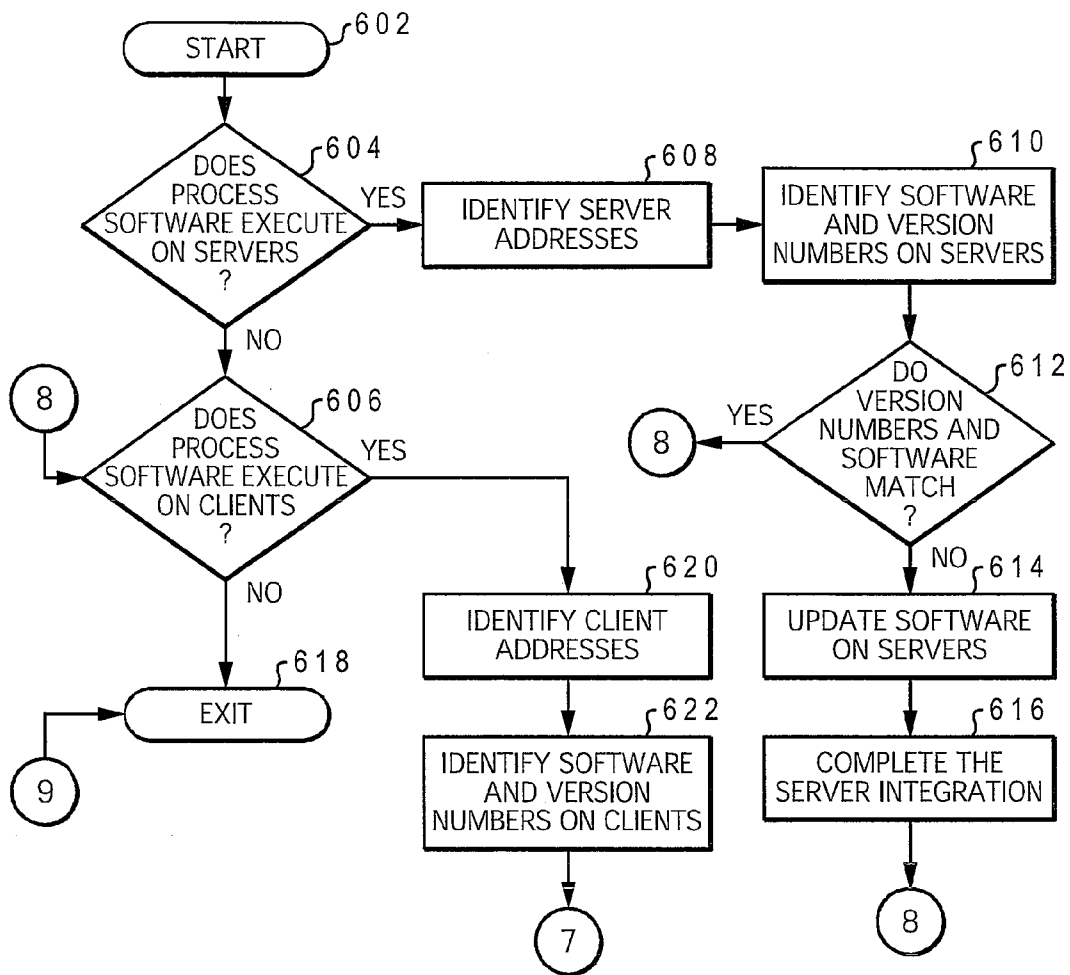 START
602
DOES
PROCESS
SOFTWARE EXECUTE
ON SERVERS
?
604
YES
NO
IDENTIFY SERVER
ADDRESSES
608
IDENTIFY SOFTWARE
AND VERSION
NUMBERS ON SERVERS
610
DO
VERSION
NUMBERS AND
SOFTWARE
MATCH
?
612
YES
8
NO
8
DOES
PROCESS
SOFTWARE EXECUTE
ON CLIENTS
?
606
YES
NO
IDENTIFY CLIENT
ADDRESSES
620
UPDATE SOFTWARE
ON SERVERS
614
EXIT
618
9
IDENTIFY SOFTWARE
AND VERSION
NUMBERS ON CLIENTS
622
COMPLETE THE
SERVER INTEGRATION
616
7
8